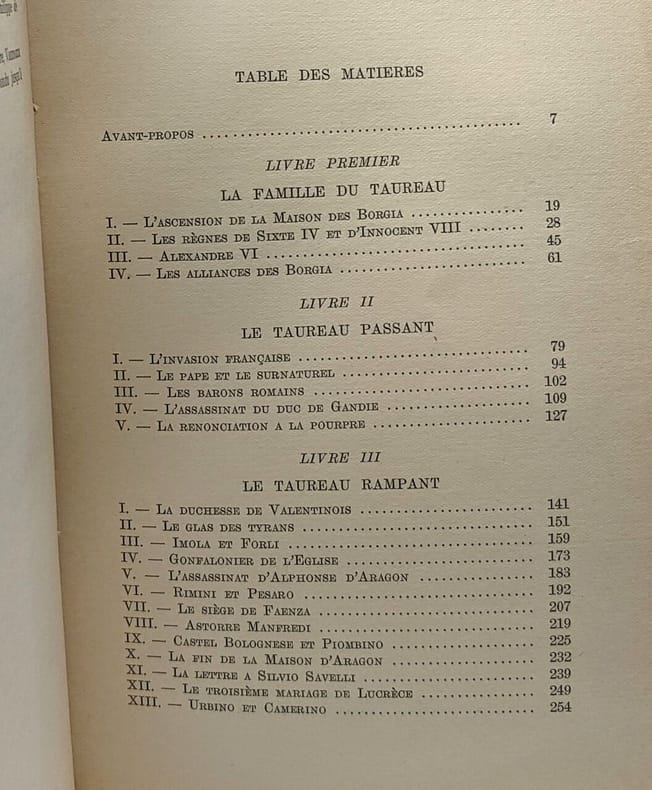 TABLE DES MATIERES
AVANT-PROPOS .......... 7
LIVRE PREMIER
LA FAMILLE DU TAUREAU
I. — L'ASCENSION DE LA MAISON DES BORGIA .......... 19
II. — LES RÈGNES DE SIXTE IV ET D'INNOCENT VIII .......... 28
III. — ALEXANDRE VI .......... 45
IV. — LES ALLIANCES DES BORGIA .......... 61
LIVRE II
LE TAUREAU PASSANT
I. — L'INVASION FRANÇAISE .......... 79
II. — LE PAPE ET LE SURNATUREL .......... 94
III. — LES BARONS ROMAINS .......... 102
IV. — L'ASSASSINAT DU DUC DE GANDIE .......... 109
V. — LA RENONCIATION A LA POURPRE .......... 127
LIVRE III
LE TAUREAU RAMPANT
I. — LA DUCHESSE DE VALENTINOIS .......... 141
II. — LE GLAS DES TYRANS .......... 151
III. — IMOLA ET FORLI .......... 159
IV. — GONFALONIER DE L'EGLISE .......... 173
V. — L'ASSASSINAT D'ALPHONSE D'ARAGON .......... 183
VI. — RIMINI ET PESARO .......... 192
VII. — LE SIÈGE DE FAENZA .......... 207
VIII. — ASTORRE MANFREDI .......... 219
IX. — CASTEL BOLOGNESE ET PIOMBINO .......... 225
X. — LA FIN DE LA MAISON D'ARAGON .......... 232
XI. — LA LETTRE A SILVIO SAVELLI .......... 239
XII. — LE TROISIÈME MARIAGE DE LUCRÈCE .......... 249
XIII. — URBINO ET CAMERINO .......... 254